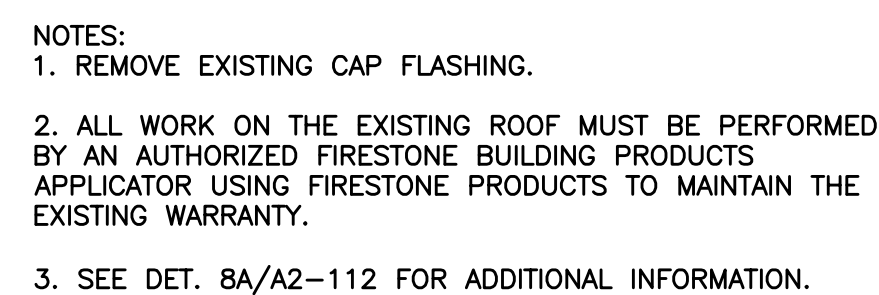 NOTES:
1. REMOVE EXISTING CAP FLASHING.
2. ALL WORK ON THE EXISTING ROOF MUST BE PERFORMED
BY AN AUTHORIZED FIRESTONE BUILDING PRODUCTS
APPLICATOR USING FIRESTONE PRODUCTS TO MAINTAIN THE
EXISTING WARRANTY.
3. SEE DET. 8A/A2-112 FOR ADDITIONAL INFORMATION.